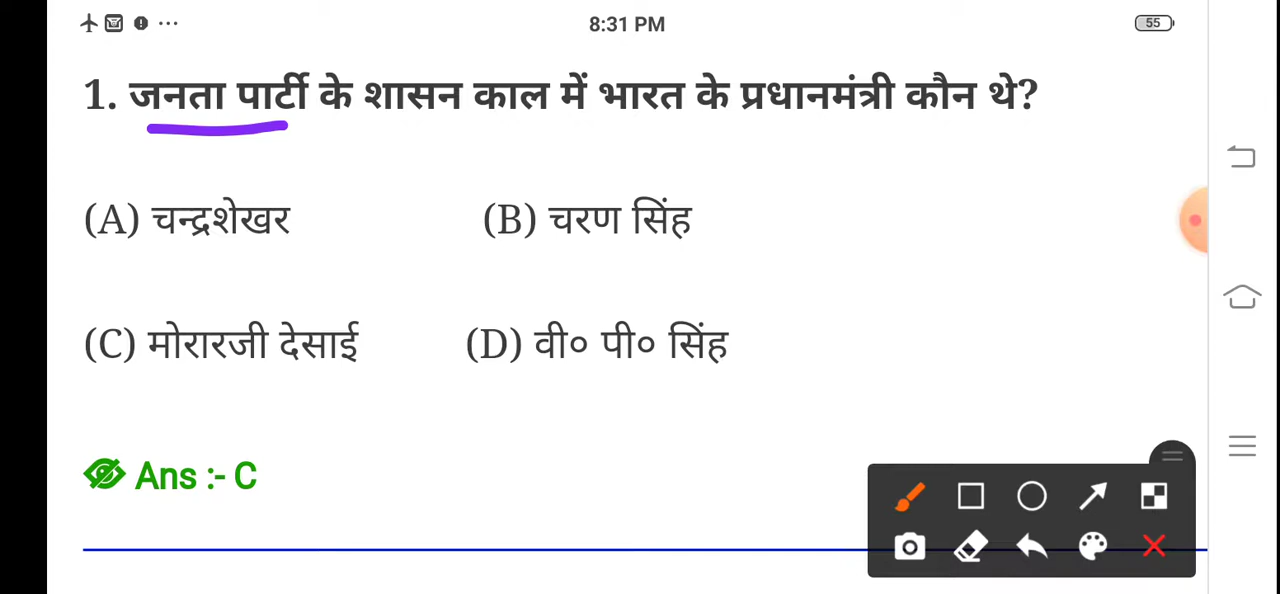 8:31 PM
55
1. जनता पार्टी के शासन काल में भारत के प्रधानमंत्री कौन थे?
(A) चन्द्रशेखर (B) चरण सिंह
(C) मोरारजी देसाई (D) वी० पी० सिंह
Ans :- C